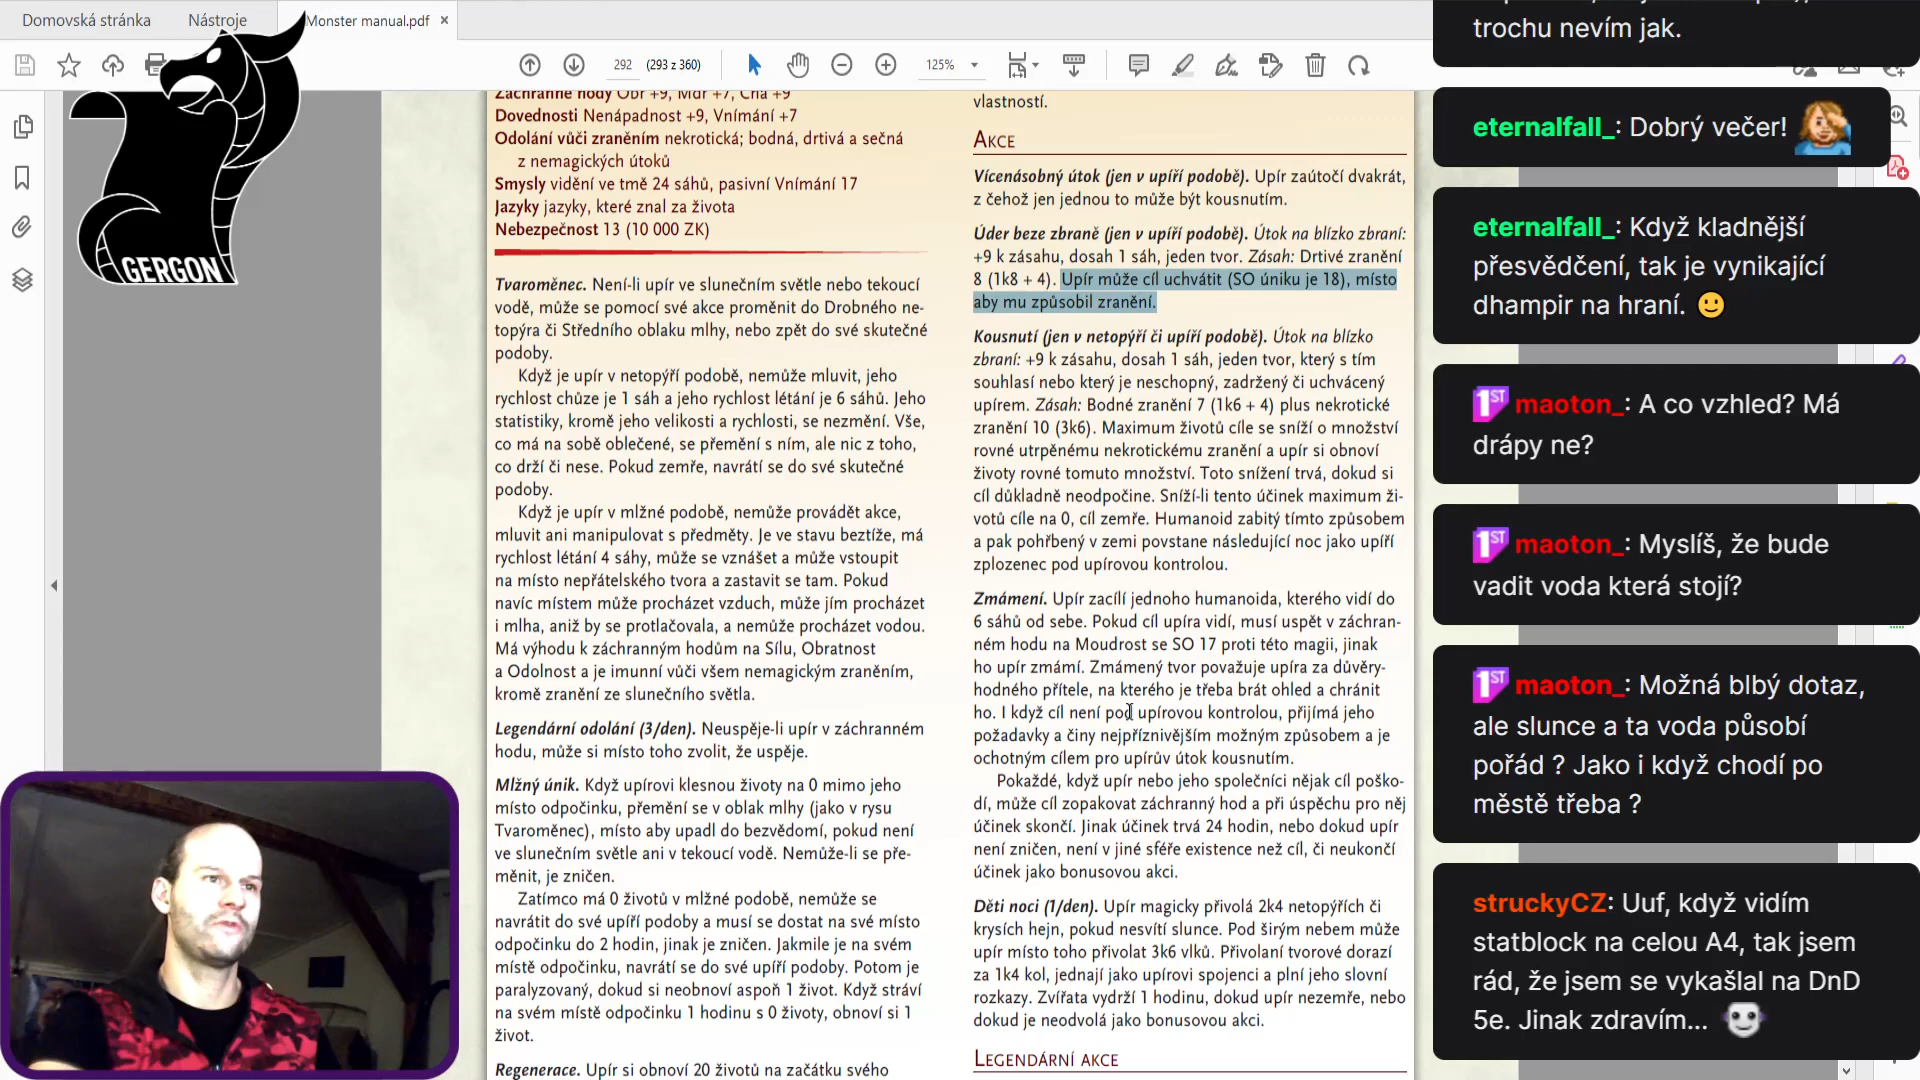 Domovská stránka
Nástroje
Monster manual.pdf
×
292
(293 z 360)
125%
GERGON
Záchranné hody Obr +9, Mdr +7, Cha +9
Dovednosti Nenápadnost +9, Vnímání +7
Odolání vůči zraněním nekrotická; bodná, drtivá a sečná
z nemagických útoků
Smysly vidění ve tmě 24 sáhů, pasivní Vnímání 17
Jazyky jazyky, které znal za života
Nebezpečnost 13 (10 000 ZK)
Tvaroměnec. Není-li upír ve slunečním světle nebo tekoucí
vodě, může se pomocí své akce proměnit do Drobného ne-
topýra či Středního oblaku mlhy, nebo zpět do své skutečné
podoby.
Když je upír v netopýří podobě, nemůže mluvit, jeho
rychlost chůze je 1 sáh a jeho rychlost létání je 6 sáhů. Jeho
statistiky, kromě jeho velikosti a rychlosti, se nezmění. Vše,
co má na sobě oblečené, se přemění s ním, ale nic z toho,
co drží či nese. Pokud zemře, navrátí se do své skutečné
podoby.
Když je upír v mlžné podobě, nemůže provádět akce,
mluvit ani manipulovat s předměty. Je ve stavu beztíže, má
rychlost létání 4 sáhy, může se vznášet a může vstoupit
na místo nepřátelského tvora a zastavit se tam. Pokud
navíc místem může procházet vzduch, může jím procházet
i mlha, aniž by se protlačovala, a nemůže procházet vodou.
Má výhodu k záchranným hodům na Sílu, Obratnost
a Odolnost a je imunní vůči všem nemagickým zraněním,
kromě zranění ze slunečního světla.
Legendární odolání (3/den). Neuspěje-li upír v záchranném
hodu, může si místo toho zvolit, že uspěje.
Mlžný únik. Když upírovi klesnou životy na 0 mimo jeho
místo odpočinku, přemění se v oblak mlhy (jako v rysu
Tvaroměnec), místo aby upadl do bezvědomí, pokud není
ve slunečním světle ani v tekoucí vodě. Nemůže-li se pře-
měnit, je zničen.
Zatímco má 0 životů v mlžné podobě, nemůže se
navrátit do své upíří podoby a musí se dostat na své místo
odpočinku do 2 hodin, jinak je zničen. Jakmile je na svém
místě odpočinku, navrátí se do své upíří podoby. Potom je
paralyzovaný, dokud si neobnoví aspoň 1 život. Když stráví
na svém místě odpočinku 1 hodinu s 0 životy, obnoví si 1
život.
Regenerace. Upír si obnoví 20 životů na začátku svého
vlastností.
AKCE
Vícenásobný útok (jen v upíří podobě). Upír zaútočí dvakrát,
z čehož jen jednou to může být kousnutím.
Úder beze zbraně (jen v upíří podobě). Útok na blízko zbraní:
+9 k zásahu, dosah 1 sáh, jeden tvor. Zásah: Drtivé zranění
8 (1k8 + 4). Upír může cíl uchvátit (SO úniku je 18), místo
aby mu způsobil zranění.
Kousnutí (jen v netopýří či upíří podobě). Útok na blízko
zbraní: +9 k zásahu, dosah 1 sáh, jeden tvor, který s tím
souhlasí nebo který je neschopný, zadržený či uchvácený
upírem. Zásah: Bodné zranění 7 (1k6 + 4) plus nekrotické
zranění 10 (3k6). Maximum životů cíle se sníží o množství
rovné utrpěnému nekrotickému zranění a upír si obnoví
životy rovné tomuto množství. Toto snížení trvá, dokud si
cíl důkladně neodpočine. Sníží-li tento účinek maximum ži-
votů cíle na 0, cíl zemře. Humanoid zabitý tímto způsobem
a pak pohřbený v zemi povstane následující noc jako upíří
zplozenec pod upírovou kontrolou.
Zmámení. Upír zacílí jednoho humanoida, kterého vidí do
6 sáhů od sebe. Pokud cíl upíra vidí, musí uspět v záchran-
ném hodu na Moudrost se SO 17 proti této magii, jinak
ho upír zmámí. Zmámený tvor považuje upíra za důvěry-
hodného přítele, na kterého je třeba brát ohled a chránit
ho. I když cíl není pod upírovou kontrolou, přijímá jeho
požadavky a činy nejpříznivějším možným způsobem a je
ochotným cílem pro upírův útok kousnutím.
Pokaždé, když upír nebo jeho společníci nějak cíl poško-
dí, může cíl zopakovat záchranný hod a při úspěchu pro něj
účinek skončí. Jinak účinek trvá 24 hodin, nebo dokud upír
není zničen, není v jiné sféře existence než cíl, či neukončí
účinek jako bonusovou akci.
Děti noci (1/den). Upír magicky přivolá 2k4 netopýřích či
krysích hejn, pokud nesvítí slunce. Pod širým nebem může
upír místo toho přivolat 3k6 vlků. Přivolaní tvorové dorazí
za 1k4 kol, jednají jako upírovi spojenci a plní jeho slovní
rozkazy. Zvířata vydrží 1 hodinu, dokud upír nezemře, nebo
dokud je neodvolá jako bonusovou akci.
LEGENDÁRNÍ AKCE
trochu nevím jak.
eternalfall_: Dobrý večer!
eternalfall_: Když kladnější
přesvědčení, tak je vynikající
dhampir na hraní.
1ST maoton_: A co vzhled? Má
drápy ne?
1ST maoton_: Myslíš, že bude
vadit voda která stojí?
1ST maoton_: Možná blbý dotaz,
ale slunce a ta voda působí
pořád ? Jako i když chodí po
městě třeba ?
struckyCZ: Uuf, když vidím
statblock na celou A4, tak jsem
rád, že jsem se vykašlal na DnD
5e. Jinak zdravím...